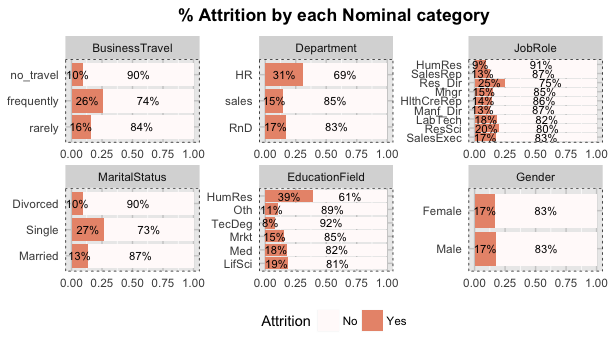 % Attrition by each Nominal category
BusinessTravel
no_travel 10% 90%
frequently 26% 74%
rarely 16% 84%
0.00 0.25 0.50 0.75 1.00
Department
HR 31% 69%
sales 15% 85%
RnD 17% 83%
0.00 0.25 0.50 0.75 1.00
JobRole
HumRes 9% 91%
SalesRep 13% 87%
Res_Dir 25% 75%
Mngr 15% 85%
HlthCreRep 14% 86%
Manf_Dir 13% 87%
LabTech 18% 82%
ResSci 20% 80%
SalesExec 17% 83%
0.00 0.25 0.50 0.75 1.00
MaritalStatus
Divorced 10% 90%
Single 27% 73%
Married 13% 87%
0.00 0.25 0.50 0.75 1.00
EducationField
HumRes 39% 61%
Oth 11% 89%
TecDeg 8% 92%
Mrkt 15% 85%
Med 18% 82%
LifSci 19% 81%
0.00 0.25 0.50 0.75 1.00
Gender
Female 17% 83%
Male 17% 83%
0.00 0.25 0.50 0.75 1.00
Attrition No Yes